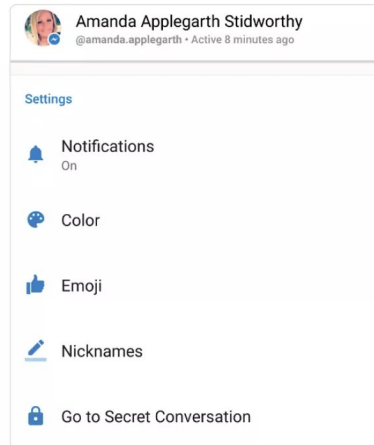 Amanda Applegarth Stidworthy
@amanda.applegarth • Active 8 minutes ago
Settings
Notifications
On
Color
Emoji
Nicknames
Go to Secret Conversation